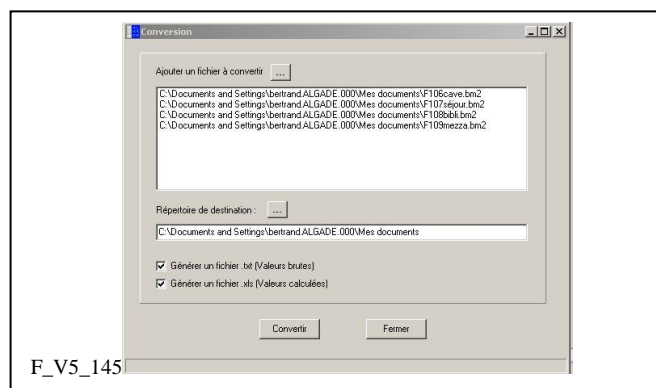 Conversion
Ajouter un fichier à convertir ...
C:\Documents and Settings\bertrand.ALGADE.000\Mes documents\F106cave.bm2
C:\Documents and Settings\bertrand.ALGADE.000\Mes documents\F107séjour.bm2
C:\Documents and Settings\bertrand.ALGADE.000\Mes documents\F108bibli.bm2
C:\Documents and Settings\bertrand.ALGADE.000\Mes documents\F109mezza.bm2
Répertoire de destination : ...
C:\Documents and Settings\bertrand.ALGADE.000\Mes documents
Générer un fichier .txt (Valeurs brutes)
Générer un fichier .xls (Valeurs calculées)
Convertir Fermer
F_V5_145